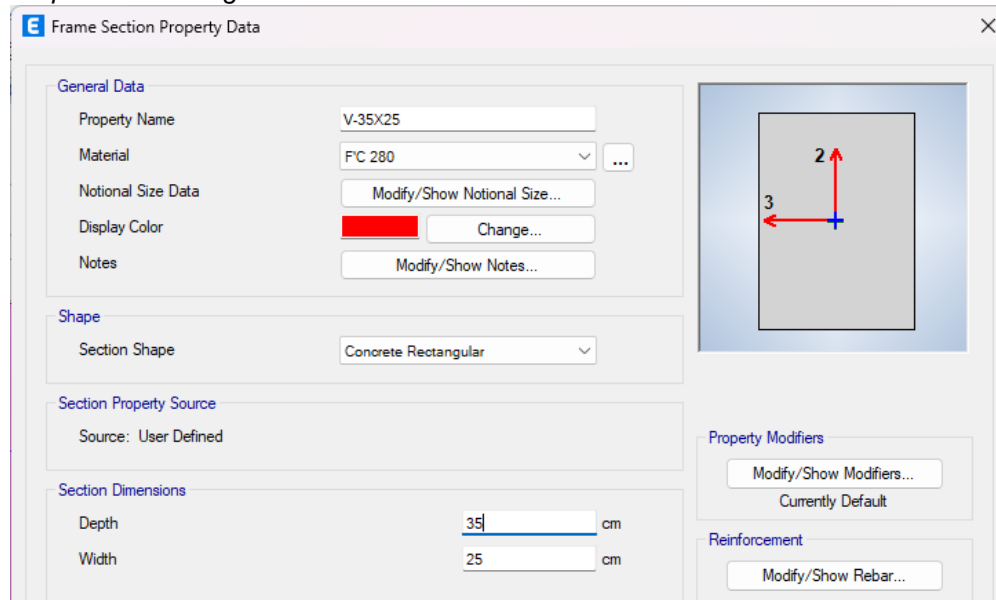 E Frame Section Property Data
General Data
Property Name V-35X25
Material F'C 280 ...
Notional Size Data Modify/Show Notional Size...
Display Color Change...
Notes Modify/Show Notes...
2
3
Shape
Section Shape Concrete Rectangular
Section Property Source
Source: User Defined
Property Modifiers
Modify/Show Modifiers...
Currently Default
Section Dimensions
Depth 35 cm
Width 25 cm
Reinforcement
Modify/Show Rebar...